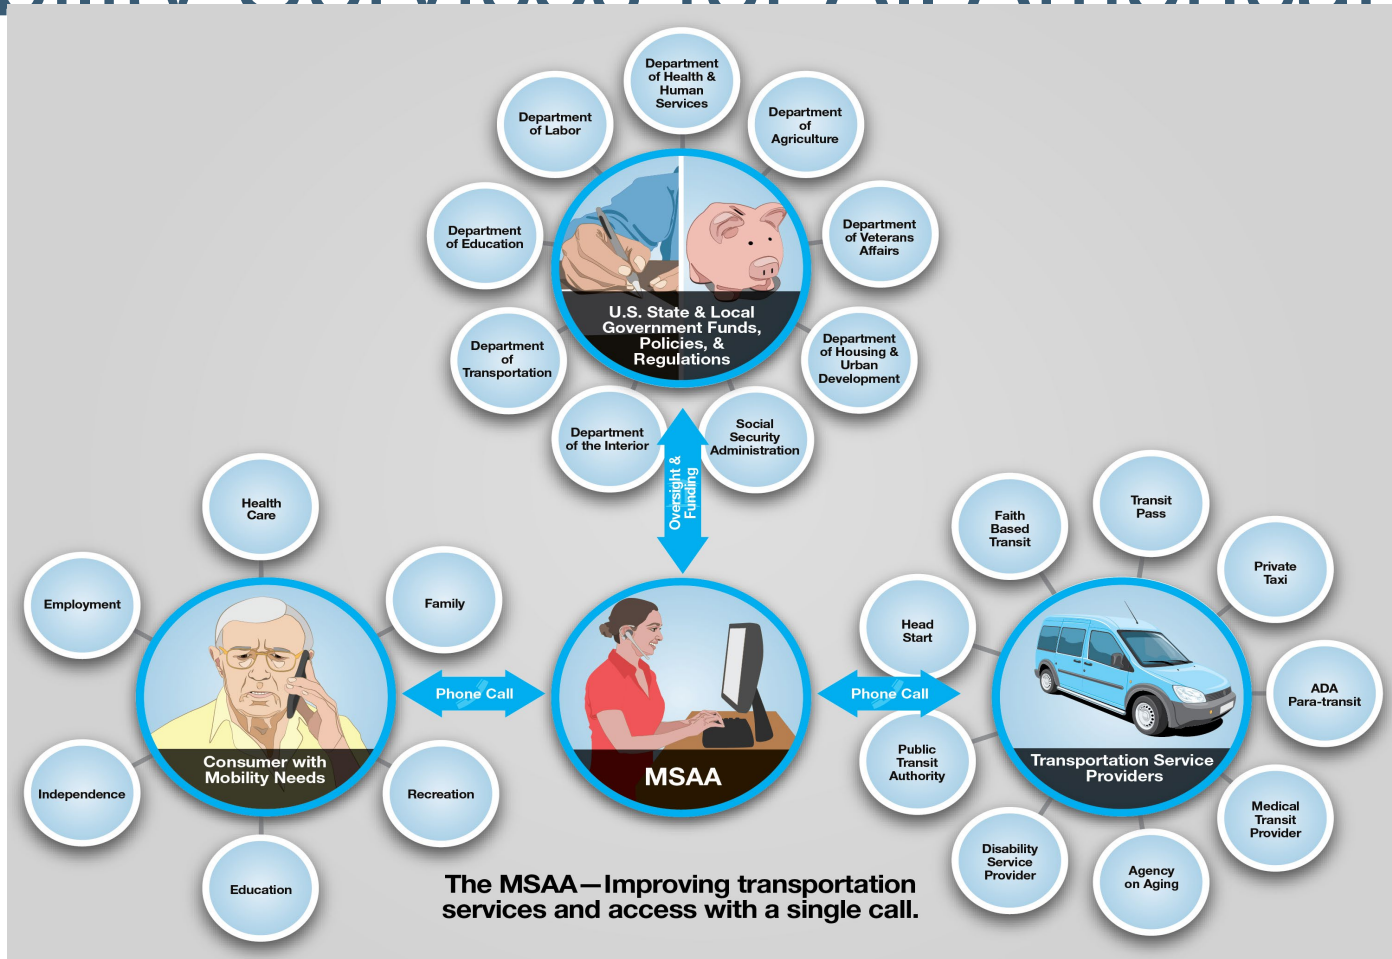 Department
of Health &
Human
Services
Department
of Labor
Department
of
Agriculture
Department
of Education
Department
of Veterans
Affairs
U.S. State & Local
Government Funds,
Policies, &
Regulations
Department
of
Transportation
Department
of Housing &
Urban
Development
Department
of the Interior
Social
Security
Administration
Oversight &
Funding
Health
Care
Employment
Family
Consumer with
Mobility Needs
Independence
Recreation
Education
Phone Call
MSAA
Phone Call
Faith
Based
Transit
Transit
Pass
Private
Taxi
Head
Start
ADA
Para-transit
Transportation Service
Providers
Public
Transit
Authority
Medical
Transit
Provider
Disability
Service
Provider
Agency
on Aging
The MSAA—Improving transportation
services and access with a single call.